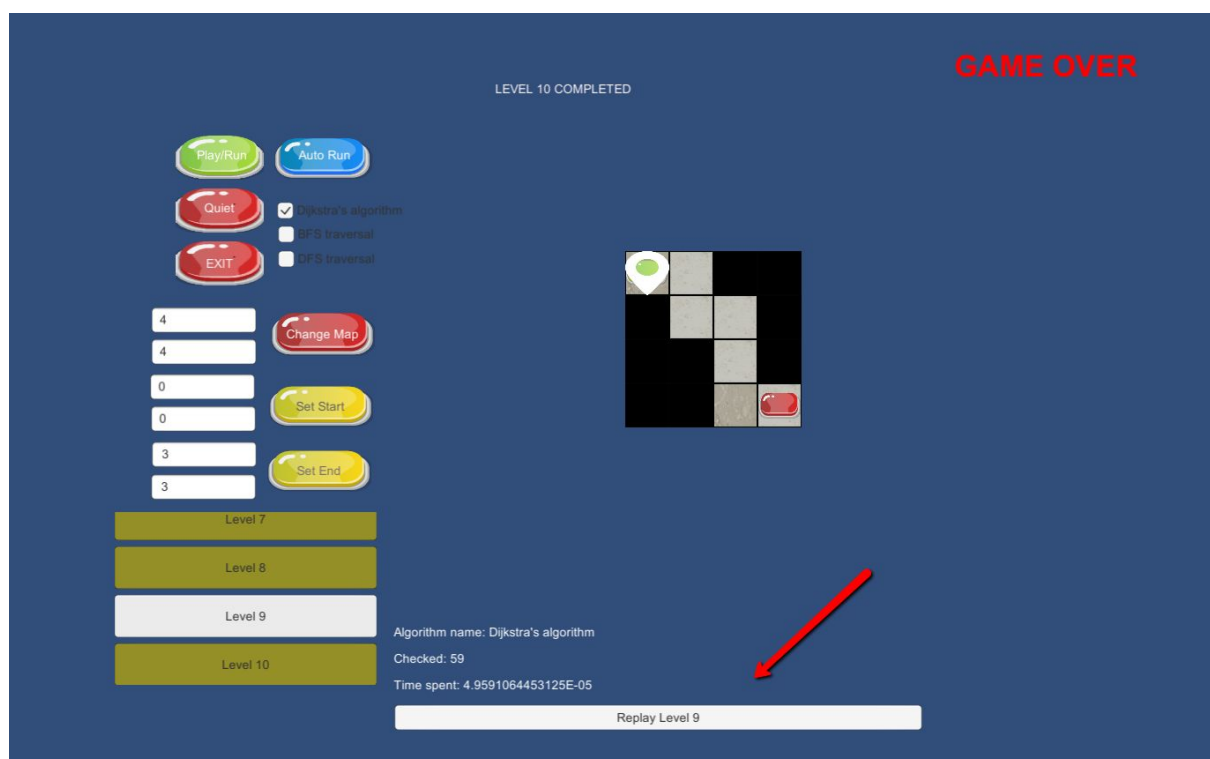 GAME OVER
LEVEL 10 COMPLETED
Play/Run
Auto Run
Quiet
Dijkstra's algorithm
BFS traversal
EXIT
DFS traversal
4
Change Map
4
0
Set Start
0
3
Set End
3
Level 7
Level 8
Level 9
Level 10
Algorithm name: Dijkstra's algorithm
Checked: 59
Time spent: 4.9591064453125E-05
Replay Level 9